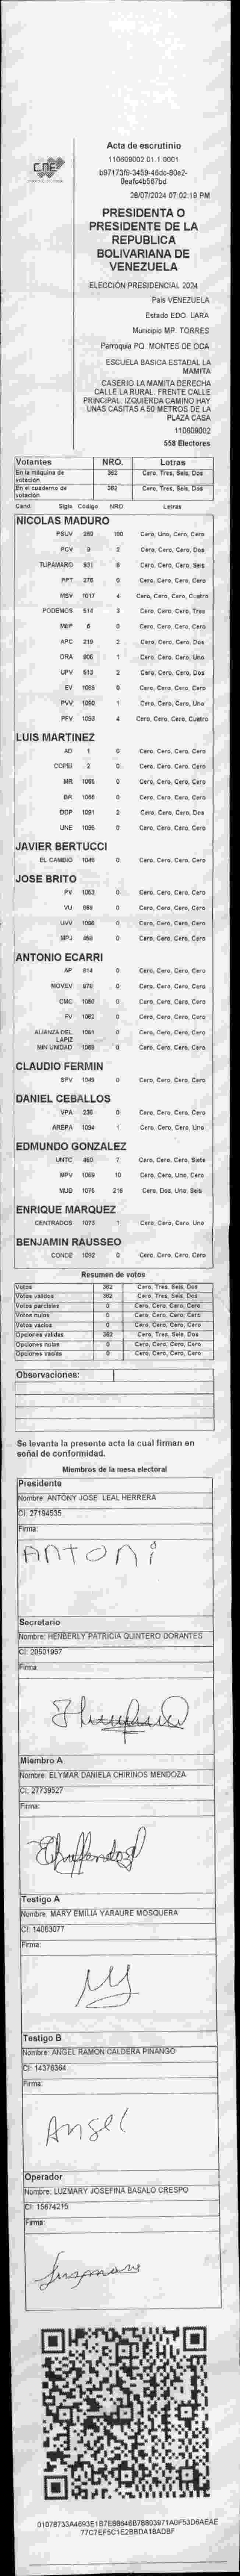 Acta de escrutinio
110609002.01.1.0001
b97173f9-3459-46dc-80e2-
0eafc4b567bd
28/07/2024 07:02:18 PM
CNE
PRESIDENTA O
PRESIDENTE DE LA
REPUBLICA
BOLIVARIANA DE
VENEZUELA
ELECCIÓN PRESIDENCIAL 2024
País VENEZUELA
Estado EDO. LARA
Municipio MP. TORRES
Parroquia PQ. MONTES DE OCA
ESCUELA BASICA ESTADAL LA
MAMITA
CASERIO LA MAMITA DERECHA
CALLE LA RURAL. FRENTE CALLE
PRINCIPAL. IZQUIERDA CAMINO HAY
UNAS CASITAS A 50 METROS DE LA
PLAZA CASA
110609002
558 Electores
Votantes NRO. Letras
En la máquina de votación 362 Cero, Tres, Seis, Dos
En el cuaderno de votación 362 Cero, Tres, Seis, Dos
Cand. Sigla Código NRO Letras
NICOLAS MADURO
PSUV 269 100 Cero, Uno, Cero, Cero
PCV 9 2 Cero, Cero, Cero, Dos
TUPAMARO 931 6 Cero, Cero, Cero, Seis
PPT 276 0 Cero, Cero, Cero, Cero
MSV 1017 4 Cero, Cero, Cero, Cuatro
PODEMOS 514 3 Cero, Cero, Cero, Tres
MEP 6 0 Cero, Cero, Cero, Cero
APC 219 2 Cero, Cero, Cero, Dos
ORA 906 1 Cero, Cero, Cero, Uno
UPV 513 2 Cero, Cero, Cero, Dos
EV 1088 0 Cero, Cero, Cero, Cero
PVV 1090 1 Cero, Cero, Cero, Uno
PFV 1093 4 Cero, Cero, Cero, Cuatro
LUIS MARTINEZ
AD 1 0 Cero, Cero, Cero, Cero
COPEI 2 0 Cero, Cero, Cero, Cero
MR 1065 0 Cero, Cero, Cero, Cero
BR 1066 0 Cero, Cero, Cero, Cero
DDP 1091 2 Cero, Cero, Cero, Dos
UNE 1095 0 Cero, Cero, Cero, Cero
JAVIER BERTUCCI
EL CAMBIO 1046 0 Cero, Cero, Cero, Cero
JOSE BRITO
PV 1053 0 Cero, Cero, Cero, Cero
VU 888 0 Cero, Cero, Cero, Cero
UVV 1096 0 Cero, Cero, Cero, Cero
MPJ 0 Cero, Cero, Cero, Cero
ANTONIO ECARRI
AP 814 0 Cero, Cero, Cero, Cero
MOVEV 976 0 Cero, Cero, Cero, Cero
CMC 1060 0 Cero, Cero, Cero, Cero
FV 1062 0 Cero, Cero, Cero, Cero
ALIANZA DEL LAPIZ 1061 0 Cero, Cero, Cero, Cero
MIN UNIDAD 1068 0 Cero, Cero, Cero, Cero
CLAUDIO FERMIN
SPV 1049 0 Cero, Cero, Cero, Cero
DANIEL CEBALLOS
VPA 236 0 Cero, Cero, Cero, Cero
AREPA 1094 1 Cero, Cero, Cero, Uno
EDMUNDO GONZALEZ
UNTC 460 7 Cero, Cero, Cero, Siete
MPV 1069 10 Cero, Cero, Uno, Cero
MUD 1075 216 Cero, Dos, Uno, Seis
ENRIQUE MARQUEZ
CENTRADOS 1073 1 Cero, Cero, Cero, Uno
BENJAMIN RAUSSEO
CONDE 1092 0 Cero, Cero, Cero, Cero
Resumen de votos
Votos 362 Cero, Tres, Seis, Dos
Votos válidos 362 Cero, Tres, Seis, Dos
Votos parciales 0 Cero, Cero, Cero, Cero
Votos nulos 0 Cero, Cero, Cero, Cero
Votos vacíos 0 Cero, Cero, Cero, Cero
Opciones válidas 362 Cero, Tres, Seis, Dos
Opciones nulas 0 Cero, Cero, Cero, Cero
Opciones vacías 0 Cero, Cero, Cero, Cero
Observaciones:
Se levanta la presente acta la cual firman en
señal de conformidad.
Miembros de la mesa electoral
Presidente
Nombre: ANTONY JOSE LEAL HERRERA
CI: 27194535
Firma:
Antoni
Secretario
Nombre: HENBERLY PATRICIA QUINTERO DORANTES
CI: 20501957
Firma:
Miembro A
Nombre: ELYMAR DANIELA CHIRINOS MENDOZA
CI: 27739527
Firma:
Testigo A
Nombre: MARY EMILIA YARAURE MOSQUERA
CI: 14003077
Firma:
My
Testigo B
Nombre: ANGEL RAMON CALDERA PINANGO
CI: 14376364
Firma:
Angel
Operador
Nombre: LUZMARY JOSEFINA BASALO CRESPO
CI: 15674215
Firma: